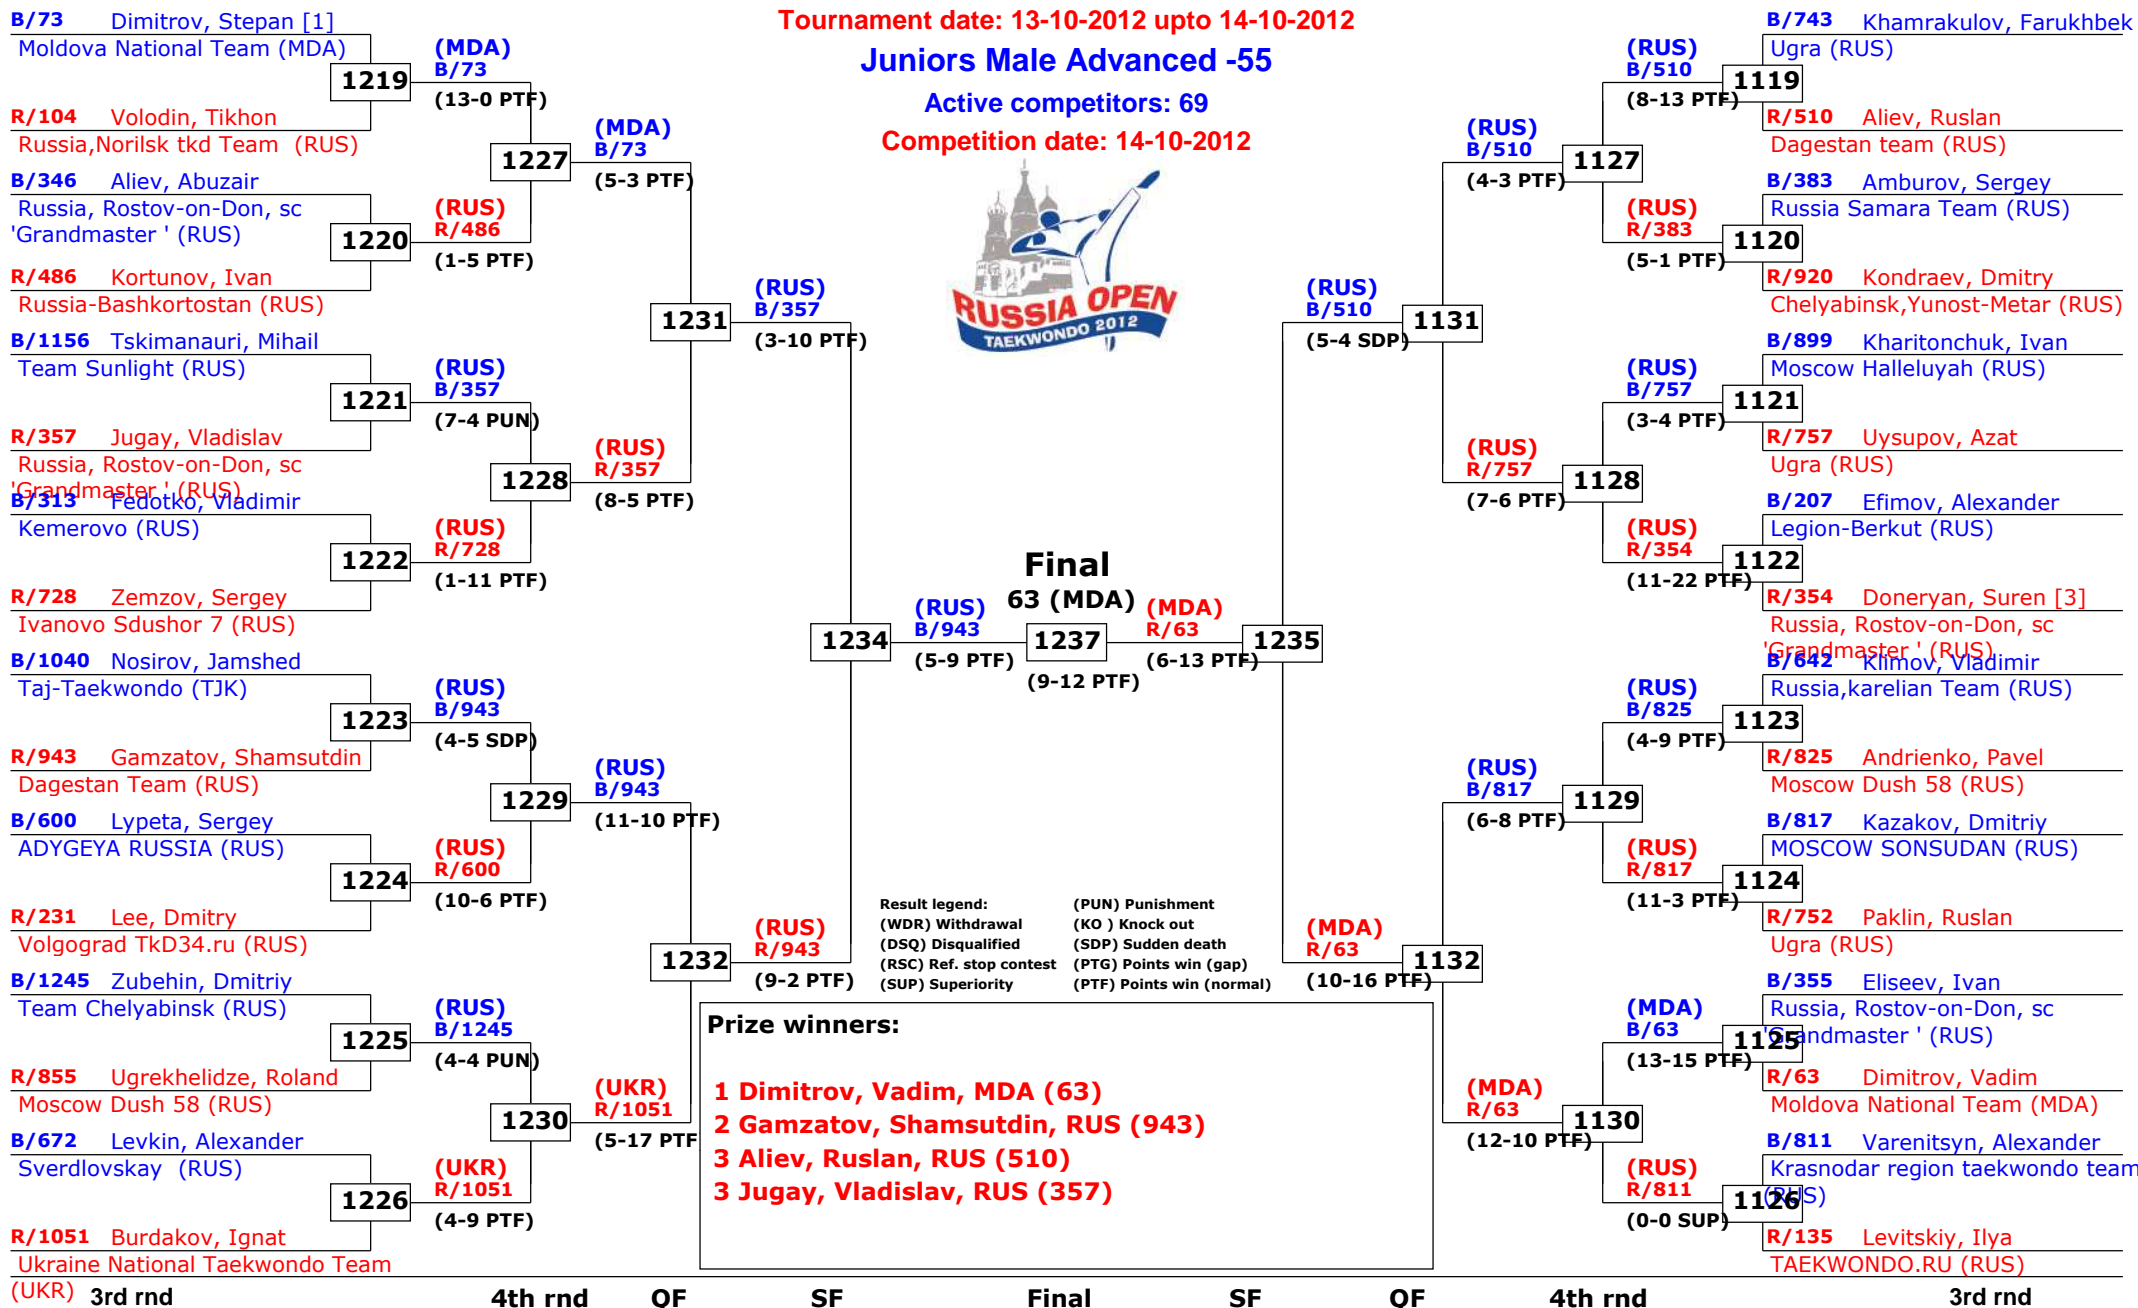 Tournament date: 13-10-2012 upto 14-10-2012
Juniors Male Advanced -55
Active competitors: 69
Competition date: 14-10-2012
RUSSIA OPEN
TAEKWONDO 2012
B/73 Dimitrov, Stepan [1]
Moldova National Team (MDA)
1219
R/104 Volodin, Tikhon
Russia,Norilsk tkd Team (RUS)
B/346 Aliev, Abuzair
Russia, Rostov-on-Don, sc
'Grandmaster ' (RUS)
1220
R/486 Kortunov, Ivan
Russia-Bashkortostan (RUS)
B/1156 Tskimanauri, Mihail
Team Sunlight (RUS)
1221
R/357 Jugay, Vladislav
Russia, Rostov-on-Don, sc
'Grandmaster ' (RUS)
B/313 Fedotko, Vladimir
Kemerovo (RUS)
1222
R/728 Zemzov, Sergey
Ivanovo Sdushor 7 (RUS)
B/1040 Nosirov, Jamshed
Taj-Taekwondo (TJK)
1223
R/943 Gamzatov, Shamsutdin
Dagestan Team (RUS)
B/600 Lypeta, Sergey
ADYGEYA RUSSIA (RUS)
1224
R/231 Lee, Dmitry
Volgograd TkD34.ru (RUS)
B/1245 Zubehin, Dmitriy
Team Chelyabinsk (RUS)
1225
R/855 Ugrekhelidze, Roland
Moscow Dush 58 (RUS)
B/672 Levkin, Alexander
Sverdlovskay (RUS)
1226
R/1051 Burdakov, Ignat
Ukraine National Taekwondo Team
(UKR)
(MDA)
B/73
(13-0 PTF)
1227
(RUS)
R/486
(1-5 PTF)
(RUS)
B/357
(7-4 PUN)
1228
(RUS)
R/728
(1-11 PTF)
(RUS)
B/943
(4-5 SDP)
1229
(RUS)
R/600
(10-6 PTF)
(RUS)
B/1245
(4-4 PUN)
1230
(UKR)
R/1051
(4-9 PTF)
(MDA)
B/73
(5-3 PTF)
1231
(RUS)
R/357
(8-5 PTF)
(RUS)
B/943
(11-10 PTF)
1232
(UKR)
R/1051
(5-17 PTF
(RUS)
B/357
(3-10 PTF)
1234
(RUS)
R/943
(9-2 PTF)
(RUS)
B/943
(5-9 PTF)
Final
63 (MDA)
1237
(9-12 PTF)
(MDA)
R/63
(6-13 PTF)
1235
(RUS)
B/510
(5-4 SDP)
1131
(MDA)
R/63
(10-16 PTF)
1132
(RUS)
B/510
(4-3 PTF)
1127
(RUS)
R/757
(7-6 PTF)
1128
(RUS)
B/817
(6-8 PTF)
1129
(MDA)
R/63
(12-10 PTF)
1130
(RUS)
B/510
(8-13 PTF)
1119
(RUS)
R/383
(5-1 PTF)
1120
(RUS)
B/757
(3-4 PTF)
1121
(RUS)
R/354
(11-22 PTF)
1122
(RUS)
B/825
(4-9 PTF)
1123
(RUS)
R/817
(11-3 PTF)
1124
(MDA)
B/63
(13-15 PTF)
1125
(RUS)
R/811
(0-0 SUP)
1126
B/743 Khamrakulov, Farukhbek
Ugra (RUS)
R/510 Aliev, Ruslan
Dagestan team (RUS)
B/383 Amburov, Sergey
Russia Samara Team (RUS)
R/920 Kondraev, Dmitry
Chelyabinsk,Yunost-Metar (RUS)
B/899 Kharitonchuk, Ivan
Moscow Halleluyah (RUS)
R/757 Uysupov, Azat
Ugra (RUS)
B/207 Efimov, Alexander
Legion-Berkut (RUS)
R/354 Doneryan, Suren [3]
Russia, Rostov-on-Don, sc
'Grandmaster ' (RUS)
B/642 Klimov, Vladimir
Russia,karelian Team (RUS)
R/825 Andrienko, Pavel
Moscow Dush 58 (RUS)
B/817 Kazakov, Dmitriy
MOSCOW SONSUDAN (RUS)
R/752 Paklin, Ruslan
Ugra (RUS)
B/355 Eliseev, Ivan
Russia, Rostov-on-Don, sc
'Grandmaster ' (RUS)
R/63 Dimitrov, Vadim
Moldova National Team (MDA)
B/811 Varenitsyn, Alexander
Krasnodar region taekwondo team
(RUS)
R/135 Levitskiy, Ilya
TAEKWONDO.RU (RUS)
Result legend: (PUN) Punishment
(WDR) Withdrawal (KO ) Knock out
(DSQ) Disqualified (SDP) Sudden death
(RSC) Ref. stop contest (PTG) Points win (gap)
(SUP) Superiority (PTF) Points win (normal)
Prize winners:
1 Dimitrov, Vadim, MDA (63)
2 Gamzatov, Shamsutdin, RUS (943)
3 Aliev, Ruslan, RUS (510)
3 Jugay, Vladislav, RUS (357)
3rd rnd 4th rnd QF SF Final SF QF 4th rnd 3rd rnd